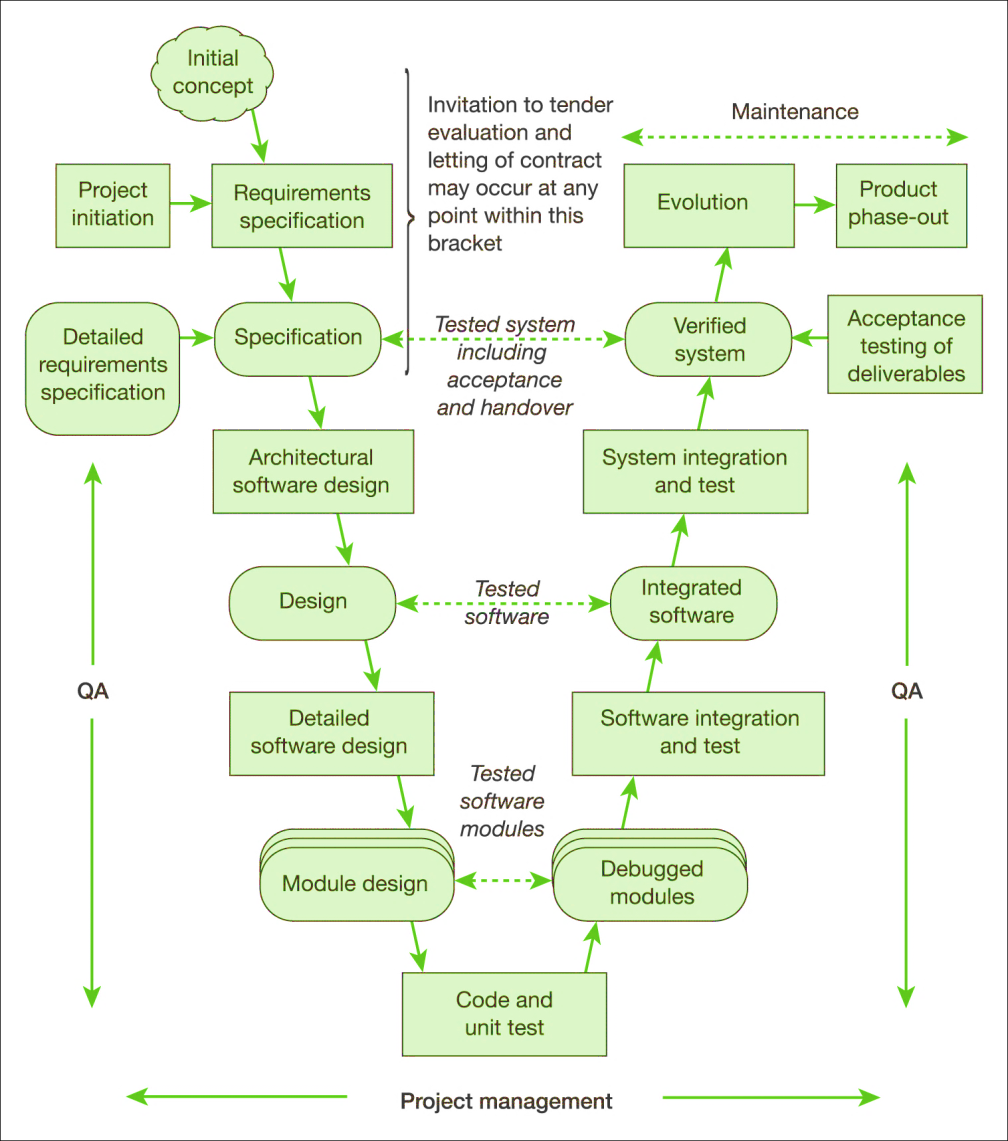 Initial
concept
Invitation to tender
evaluation and
letting of contract
may occur at any
point within this
bracket
Maintenance
Project
initiation
Requirements
specification
Evolution
Product
phase-out
Detailed
requirements
specification
Specification
Tested system
including
acceptance
and handover
Verified
system
Acceptance
testing of
deliverables
Architectural
software design
System integration
and test
Design
Tested
software
Integrated
software
QA
QA
Detailed
software design
Software integration
and test
Tested
software
modules
Module design
Debugged
modules
Code and
unit test
Project management